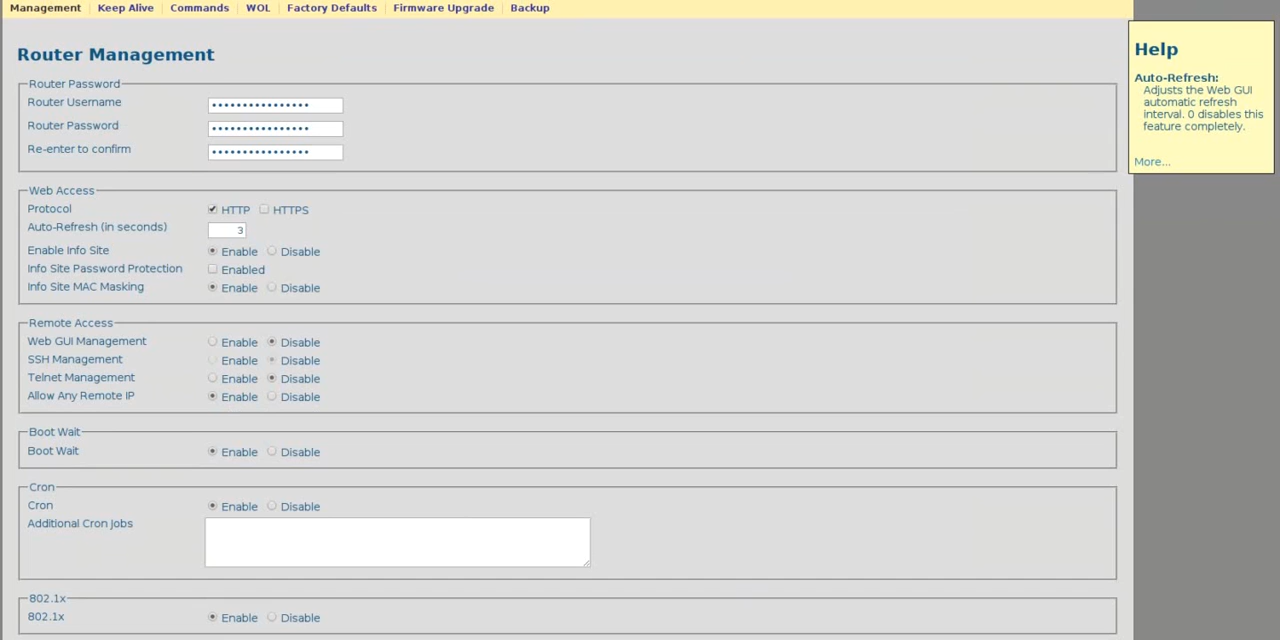 Management Keep Alive Commands WOL Factory Defaults Firmware Upgrade Backup
Router Management
Router Password
Router Username ••••••••••••••••
Router Password ••••••••••••••••
Re-enter to confirm ••••••••••••••••
Web Access
Protocol HTTP HTTPS
Auto-Refresh (in seconds) 3
Enable Info Site Enable Disable
Info Site Password Protection Enabled
Info Site MAC Masking Enable Disable
Remote Access
Web GUI Management Enable Disable
SSH Management Enable Disable
Telnet Management Enable Disable
Allow Any Remote IP Enable Disable
Boot Wait
Boot Wait Enable Disable
Cron
Cron Enable Disable
Additional Cron Jobs
802.1x
802.1x Enable Disable
Help
Auto-Refresh:
Adjusts the Web GUI
automatic refresh
interval. 0 disables this
feature completely.
More...